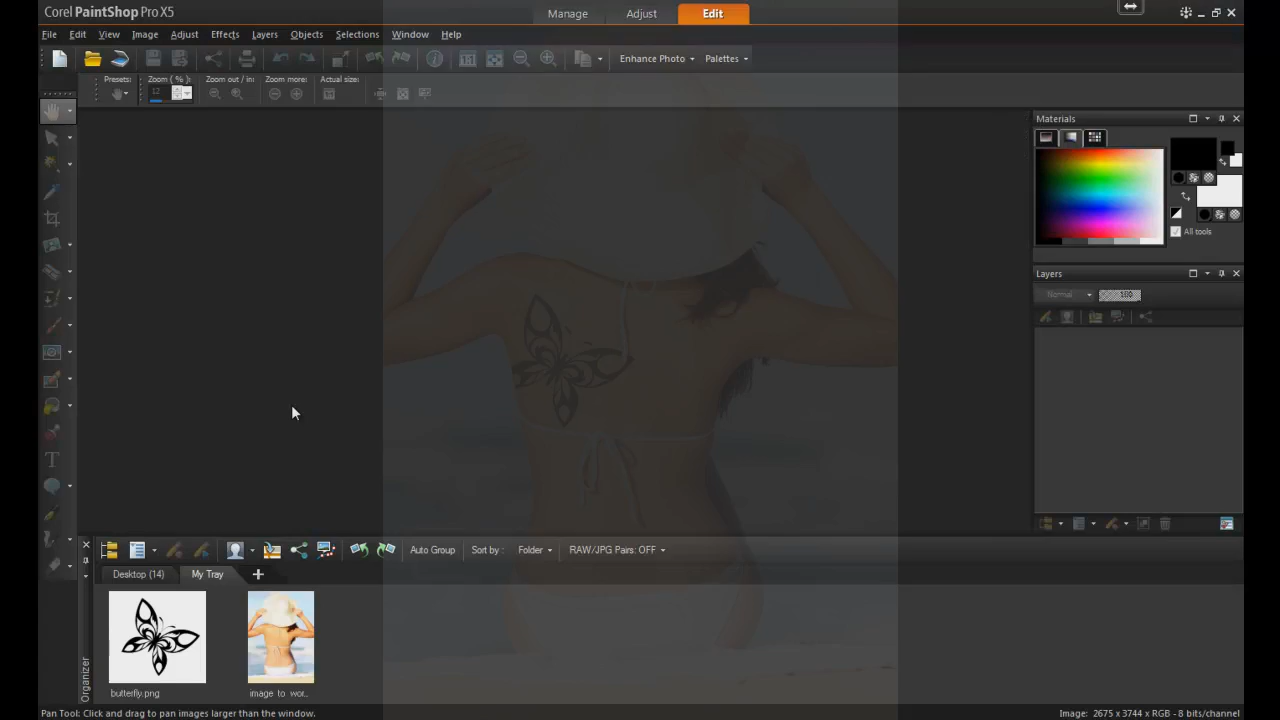 Corel PaintShop Pro X5
Manage Adjust Edit
File Edit View Image Adjust Effects Layers Objects Selections Window Help
Enhance Photo Palettes
Presets: Zoom ( % ): Zoom out / in: Zoom more: Actual size:
12
Materials
All tools
Layers
Normal 100
Auto Group Sort by: Folder RAW/JPG Pairs: OFF
Desktop (14) My Tray
Organizer
butterfly.png image to wor...
Pan Tool: Click and drag to pan images larger than the window. Image: 2675 x 3744 x RGB - 8 bits/channel